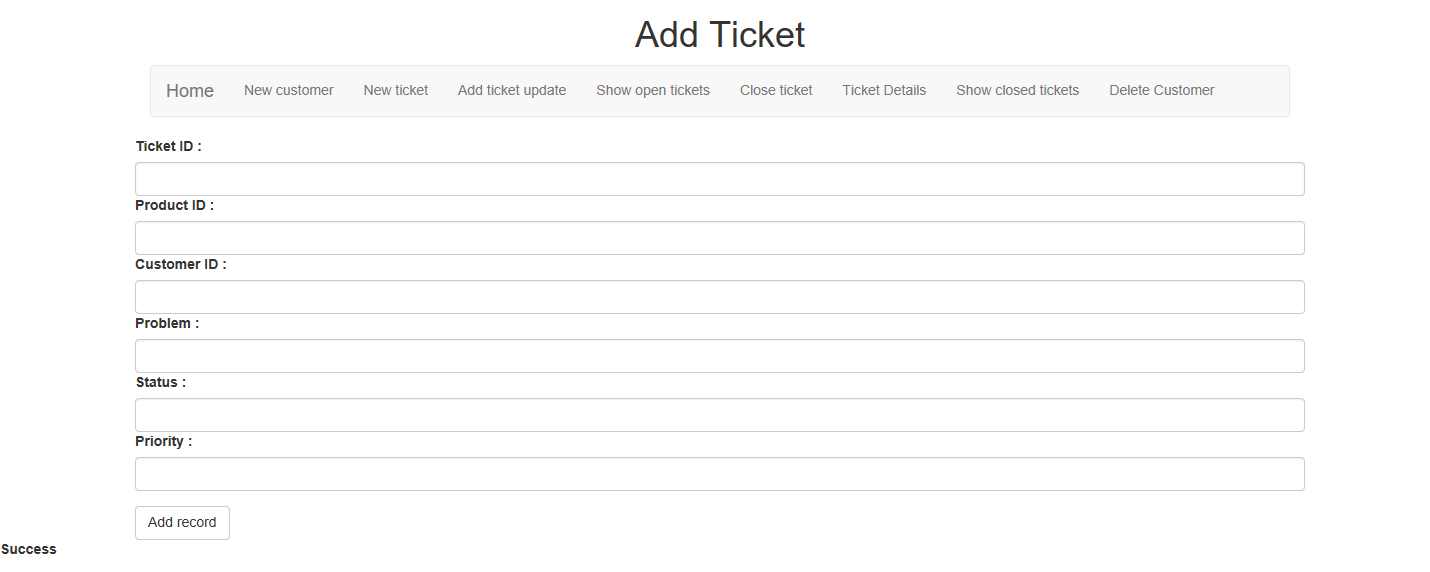 Add Ticket
Home New customer New ticket Add ticket update Show open tickets Close ticket Ticket Details Show closed tickets Delete Customer
Ticket ID :
Product ID :
Customer ID :
Problem :
Status :
Priority :
Add record
Success